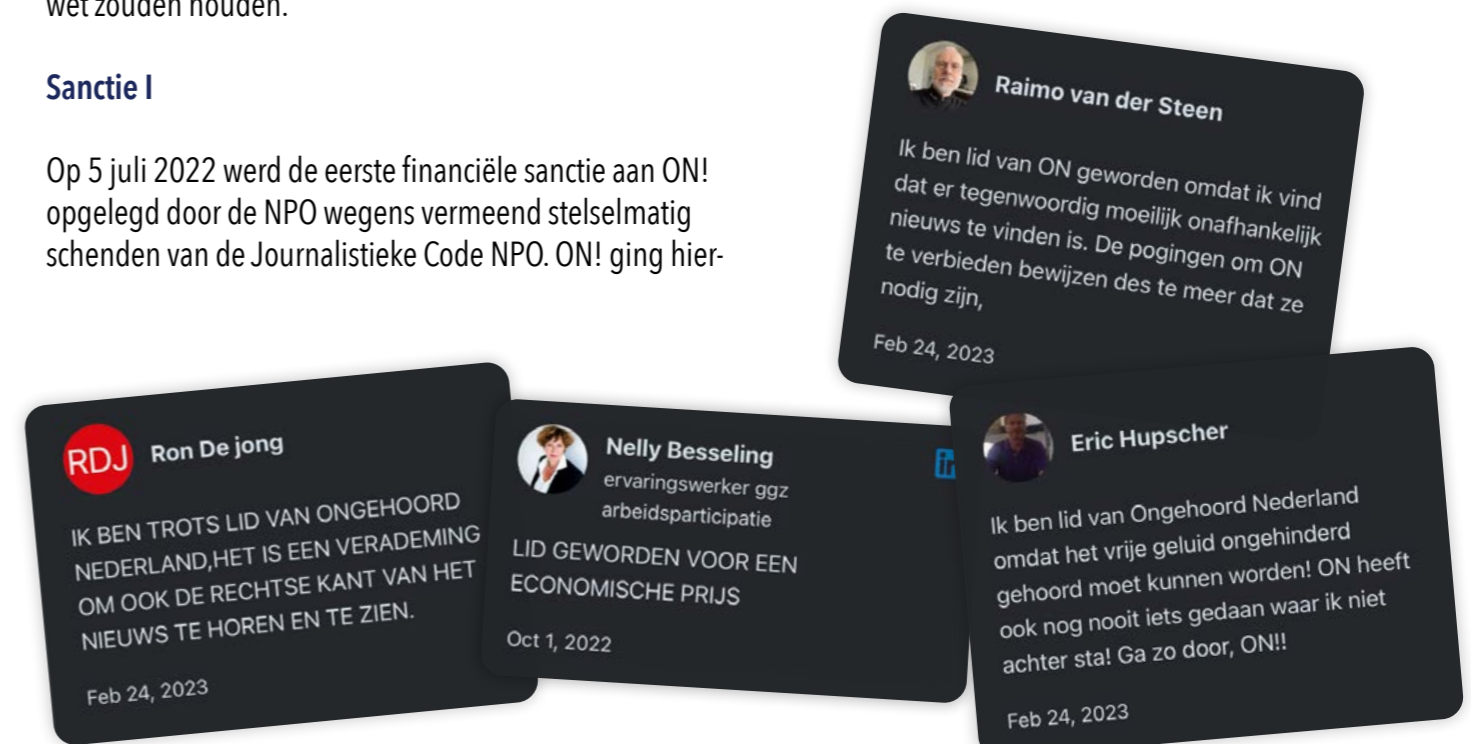 wet zouden houden.
Sanctie I
Op 5 juli 2022 werd de eerste financiële sanctie aan ON!
opgelegd door de NPO wegens vermeend stelselmatig
schenden van de Journalistieke Code NPO. ON! ging hier-
Raimo van der Steen
Ik ben lid van ON geworden omdat ik vind
dat er tegenwoordig moeilijk onafhankelijk
nieuws te vinden is. De pogingen om ON
te verbieden bewijzen des te meer dat ze
nodig zijn,
Feb 24, 2023
RDJ
Ron De jong
IK BEN TROTS LID VAN ONGEHOORD
NEDERLAND,HET IS EEN VERADEMING
OM OOK DE RECHTSE KANT VAN HET
NIEUWS TE HOREN EN TE ZIEN.
Feb 24, 2023
Nelly Besseling
ervaringswerker ggz
arbeidsparticipatie
in
LID GEWORDEN VOOR EEN
ECONOMISCHE PRIJS
Oct 1, 2022
Eric Hupscher
Ik ben lid van Ongehoord Nederland
omdat het vrije geluid ongehinderd
gehoord moet kunnen worden! ON heeft
ook nog nooit iets gedaan waar ik niet
achter sta! Ga zo door, ON!!
Feb 24, 2023